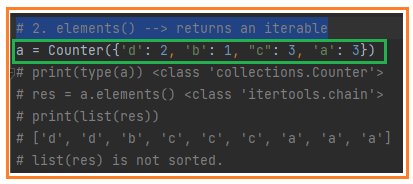 # 2. elements() --> returns an iterable
a = Counter({'d': 2, 'b': 1, "c": 3, 'a': 3})
# print(type(a)) <class 'collections.Counter'>
# res = a.elements() <class 'itertools.chain'>
# print(list(res))
# ['d', 'd', 'b', 'c', 'c', 'c', 'a', 'a', 'a']
# list(res) is not sorted.